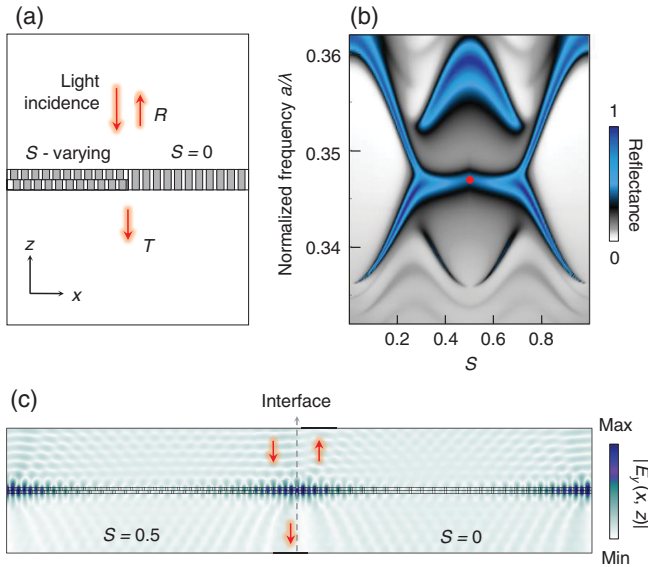 (a)
Light
incidence
R
S - varying
S = 0
T
z
x
(b)
Normalized frequency a/λ
0.36
0.35
0.34
0.2
0.4
0.6
0.8
S
1
Reflectance
0
(c)
Interface
S = 0.5
S = 0
Max
|Ey(x, z)|
Min